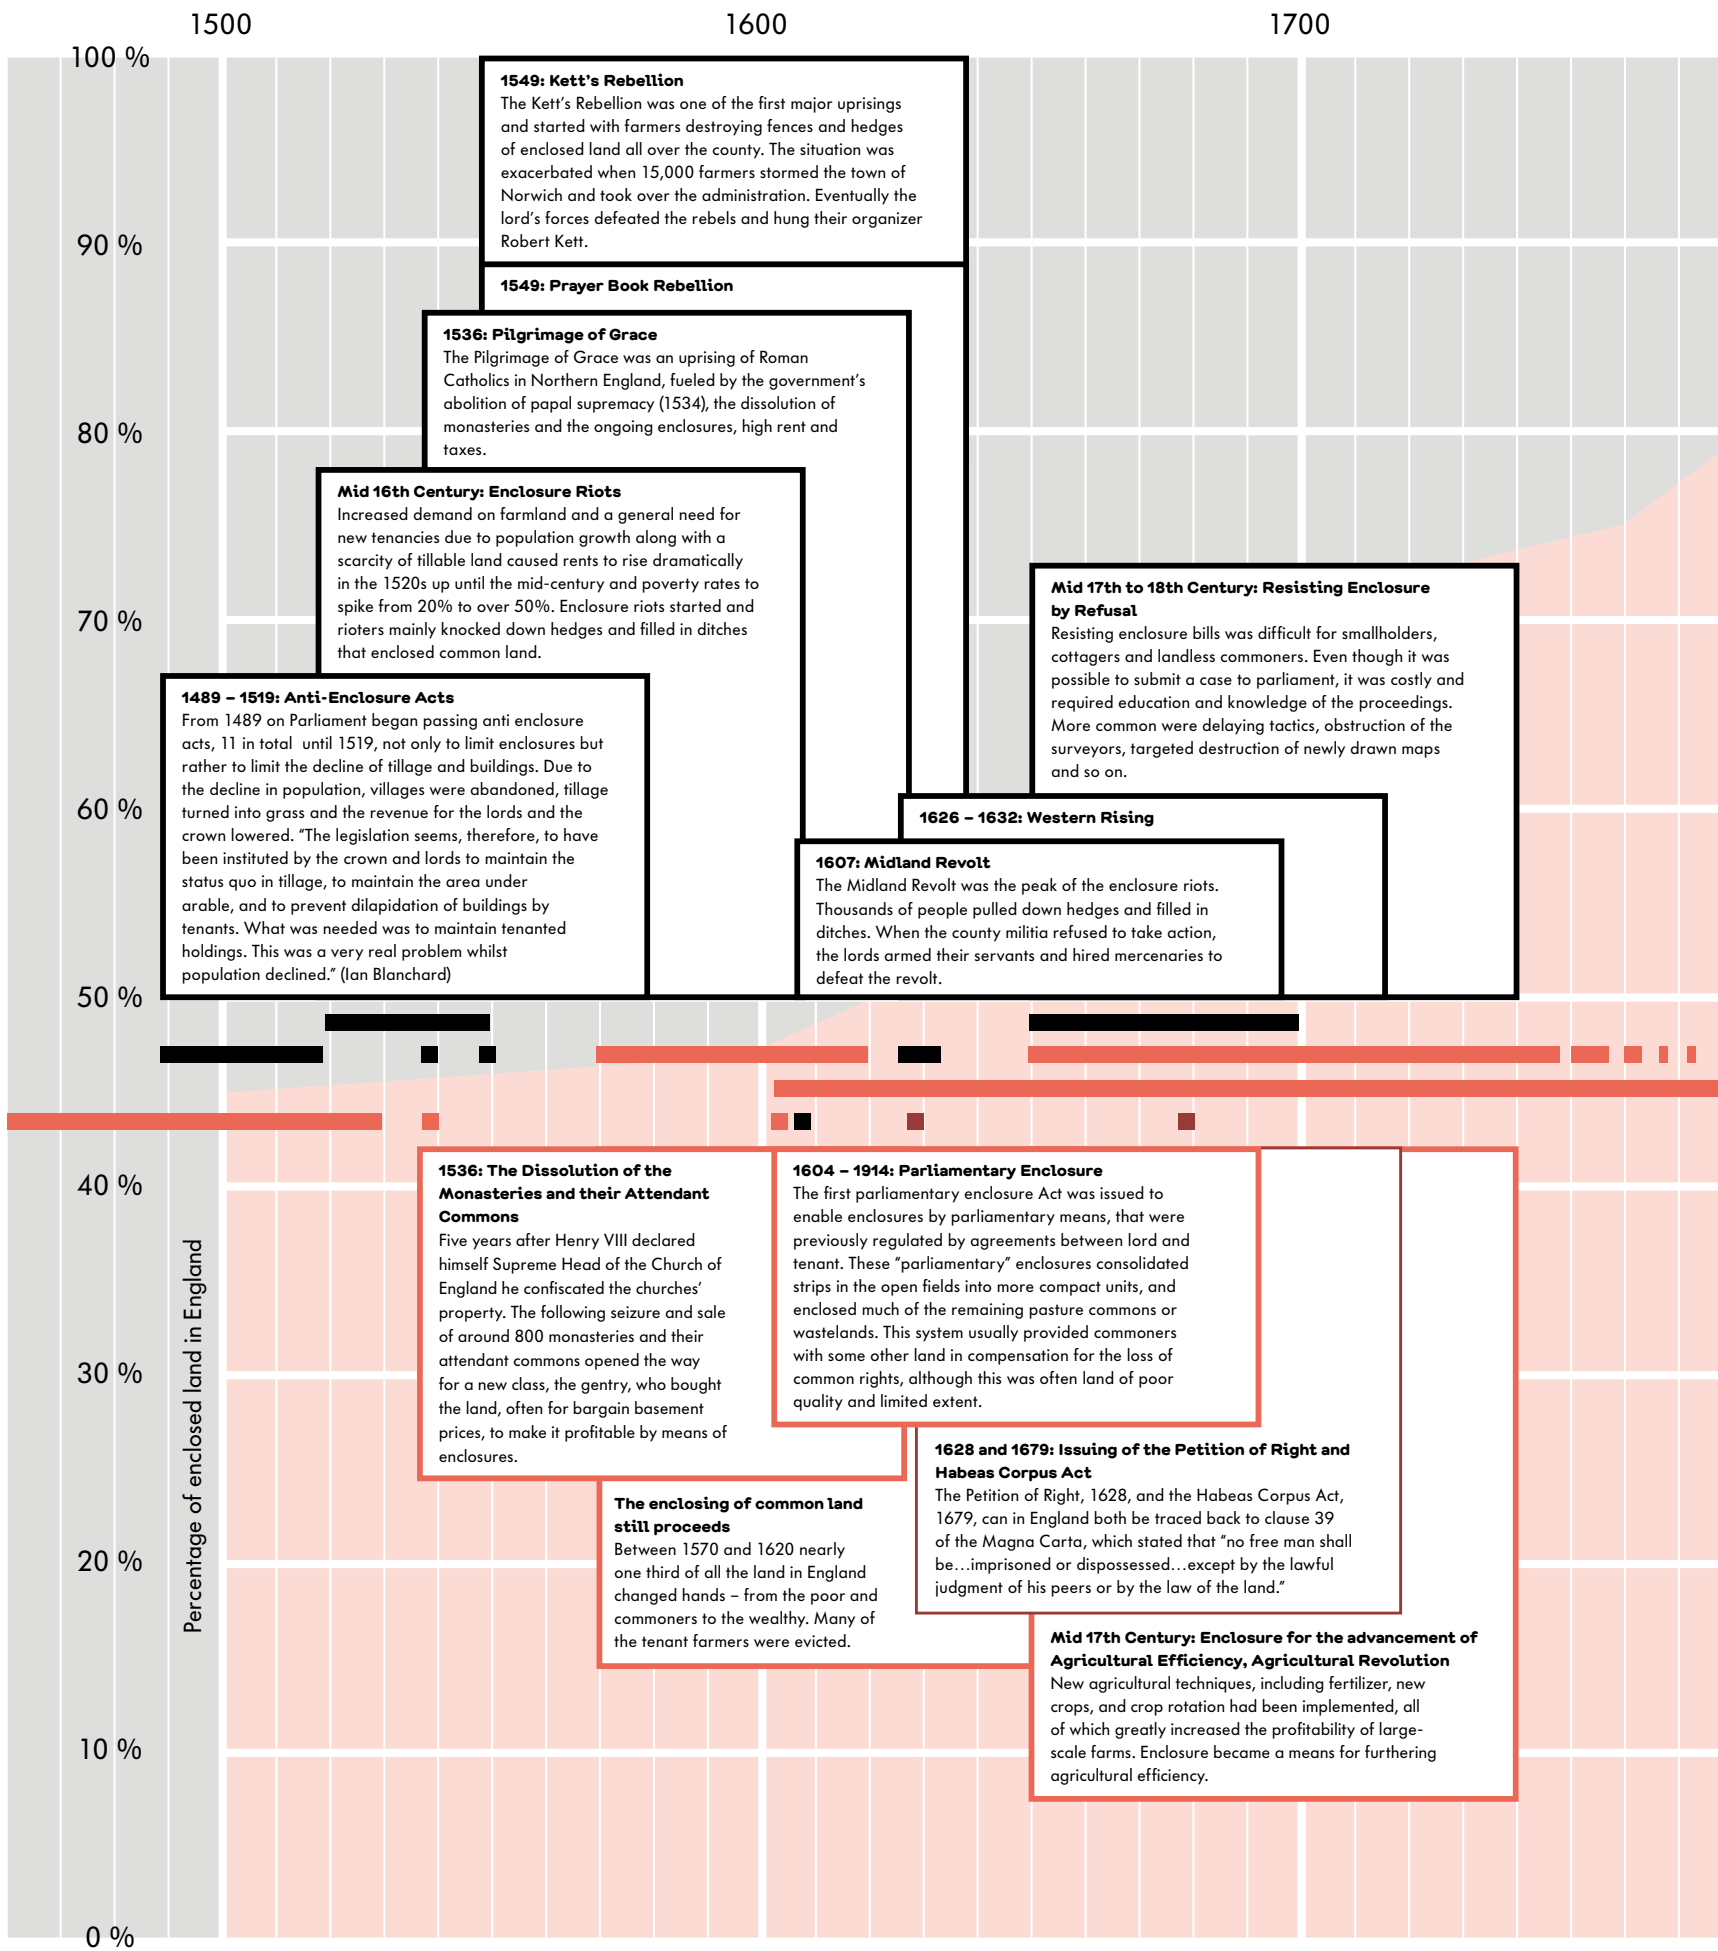 1500
1600
1700
100 %
90 %
80 %
70 %
60 %
50 %
40 %
30 %
20 %
10 %
0 %
Percentage of enclosed land in England
1549: Kett’s Rebellion
The Kett’s Rebellion was one of the first major uprisings
and started with farmers destroying fences and hedges
of enclosed land all over the county. The situation was
exacerbated when 15,000 farmers stormed the town of
Norwich and took over the administration. Eventually the
lord’s forces defeated the rebels and hung their organizer
Robert Kett.
1549: Prayer Book Rebellion
1536: Pilgrimage of Grace
The Pilgrimage of Grace was an uprising of Roman
Catholics in Northern England, fueled by the government’s
abolition of papal supremacy (1534), the dissolution of
monasteries and the ongoing enclosures, high rent and
taxes.
Mid 16th Century: Enclosure Riots
Increased demand on farmland and a general need for
new tenancies due to population growth along with a
scarcity of tillable land caused rents to rise dramatically
in the 1520s up until the mid-century and poverty rates to
spike from 20% to over 50%. Enclosure riots started and
rioters mainly knocked down hedges and filled in ditches
that enclosed common land.
1489 – 1519: Anti-Enclosure Acts
From 1489 on Parliament began passing anti enclosure
acts, 11 in total until 1519, not only to limit enclosures but
rather to limit the decline of tillage and buildings. Due to
the decline in population, villages were abandoned, tillage
turned into grass and the revenue for the lords and the
crown lowered. “The legislation seems, therefore, to have
been instituted by the crown and lords to maintain the
status quo in tillage, to maintain the area under
arable, and to prevent dilapidation of buildings by
tenants. What was needed was to maintain tenanted
holdings. This was a very real problem whilst
population declined.” (Ian Blanchard)
Mid 17th to 18th Century: Resisting Enclosure
by Refusal
Resisting enclosure bills was difficult for smallholders,
cottagers and landless commoners. Even though it was
possible to submit a case to parliament, it was costly and
required education and knowledge of the proceedings.
More common were delaying tactics, obstruction of the
surveyors, targeted destruction of newly drawn maps
and so on.
1626 – 1632: Western Rising
1607: Midland Revolt
The Midland Revolt was the peak of the enclosure riots.
Thousands of people pulled down hedges and filled in
ditches. When the county militia refused to take action,
the lords armed their servants and hired mercenaries to
defeat the revolt.
1536: The Dissolution of the
Monasteries and their Attendant
Commons
Five years after Henry VIII declared
himself Supreme Head of the Church of
England he confiscated the churches’
property. The following seizure and sale
of around 800 monasteries and their
attendant commons opened the way
for a new class, the gentry, who bought
the land, often for bargain basement
prices, to make it profitable by means of
enclosures.
1604 – 1914: Parliamentary Enclosure
The first parliamentary enclosure Act was issued to
enable enclosures by parliamentary means, that were
previously regulated by agreements between lord and
tenant. These “parliamentary” enclosures consolidated
strips in the open fields into more compact units, and
enclosed much of the remaining pasture commons or
wastelands. This system usually provided commoners
with some other land in compensation for the loss of
common rights, although this was often land of poor
quality and limited extent.
The enclosing of common land
still proceeds
Between 1570 and 1620 nearly
one third of all the land in England
changed hands – from the poor and
commoners to the wealthy. Many of
the tenant farmers were evicted.
1628 and 1679: Issuing of the Petition of Right and
Habeas Corpus Act
The Petition of Right, 1628, and the Habeas Corpus Act,
1679, can in England both be traced back to clause 39
of the Magna Carta, which stated that “no free man shall
be…imprisoned or dispossessed…except by the lawful
judgment of his peers or by the law of the land.”
Mid 17th Century: Enclosure for the advancement of
Agricultural Efficiency, Agricultural Revolution
New agricultural techniques, including fertilizer, new
crops, and crop rotation had been implemented, all
of which greatly increased the profitability of large-
scale farms. Enclosure became a means for furthering
agricultural efficiency.